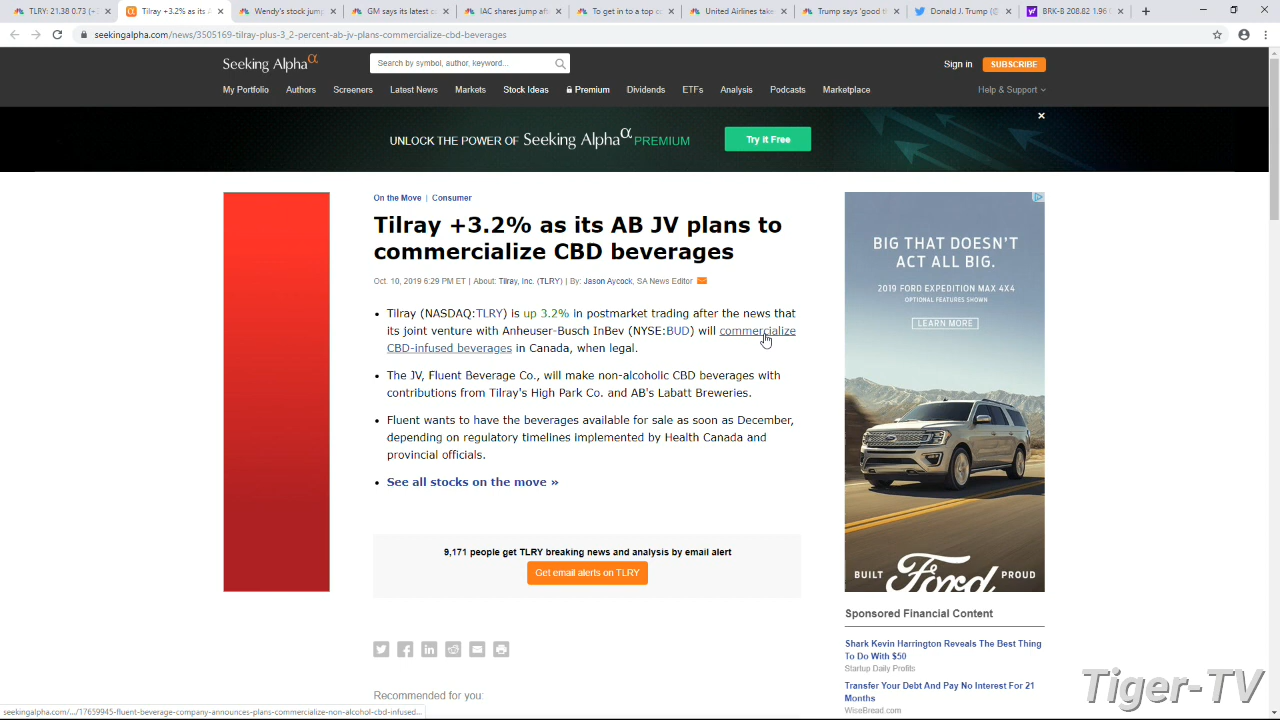 TLRY: 21.38 0.73 (+
Tilray +3.2% as its A
Wendy's stock jump
GM says its latest c
IAC shares jump aft
To get in to a top c
United Airlines take
Trump says 'good t
Donald J. Trump (@
BRK-B 208.82 1.96
seekingalpha.com/news/3505169-tilray-plus-3_2-percent-ab-jv-plans-commercialize-cbd-beverages
Seeking Alpha α
Search by symbol, author, keyword...
Sign in
SUBSCRIBE
My Portfolio Authors Screeners Latest News Markets Stock Ideas Premium Dividends ETFs Analysis Podcasts Marketplace Help & Support
UNLOCK THE POWER OF Seeking Alpha α PREMIUM
Try It Free
On the Move | Consumer
Tilray +3.2% as its AB JV plans to
commercialize CBD beverages
Oct. 10, 2019 6:29 PM ET | About: Tilray, Inc. (TLRY) | By: Jason Aycock, SA News Editor
• Tilray (NASDAQ:TLRY) is up 3.2% in postmarket trading after the news that
its joint venture with Anheuser-Busch InBev (NYSE:BUD) will commercialize
CBD-infused beverages in Canada, when legal.
• The JV, Fluent Beverage Co., will make non-alcoholic CBD beverages with
contributions from Tilray's High Park Co. and AB's Labatt Breweries.
• Fluent wants to have the beverages available for sale as soon as December,
depending on regulatory timelines implemented by Health Canada and
provincial officials.
• See all stocks on the move »
9,171 people get TLRY breaking news and analysis by email alert
Get email alerts on TLRY
Recommended for you:
BIG THAT DOESN'T
ACT ALL BIG.
2019 FORD EXPEDITION MAX 4X4
OPTIONAL FEATURES SHOWN
LEARN MORE
BUILT Ford PROUD
Sponsored Financial Content
Shark Kevin Harrington Reveals The Best Thing
To Do With $50
Startup Daily Profits
Transfer Your Debt And Pay No Interest For 21
Months
WiseBread.com
Tiger-TV
seekingalpha.com/.../17659945-fluent-beverage-company-announces-plans-commercialize-non-alcohol-cbd-infused...